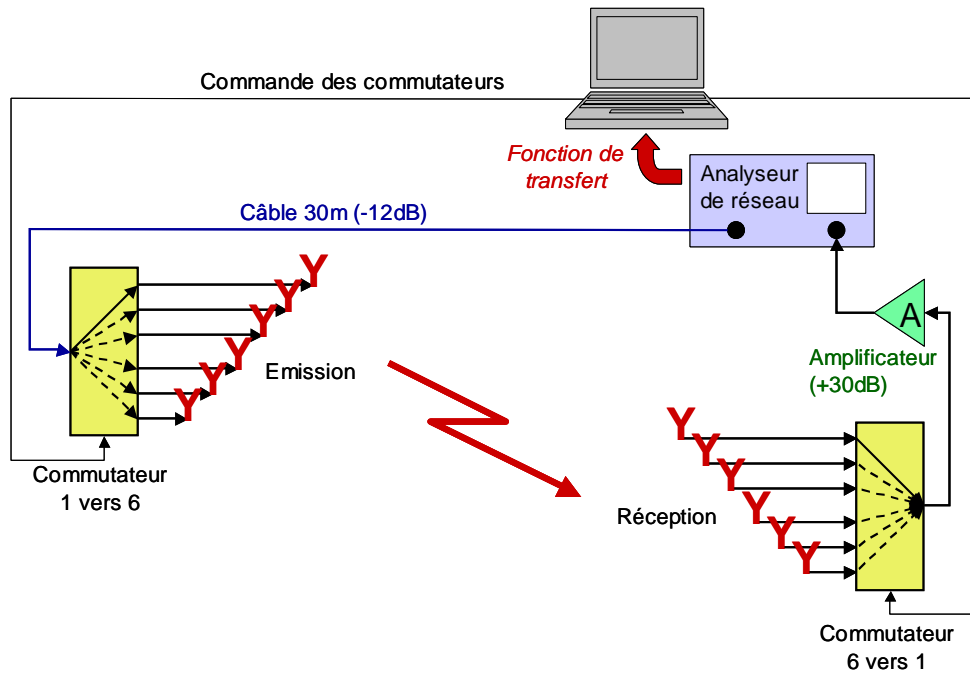 Commande des commutateurs
Fonction de
transfert
Analyseur
de réseau
Câble 30m (-12dB)
A
Amplificateur
(+30dB)
Emission
Commutateur
1 vers 6
Réception
Commutateur
6 vers 1